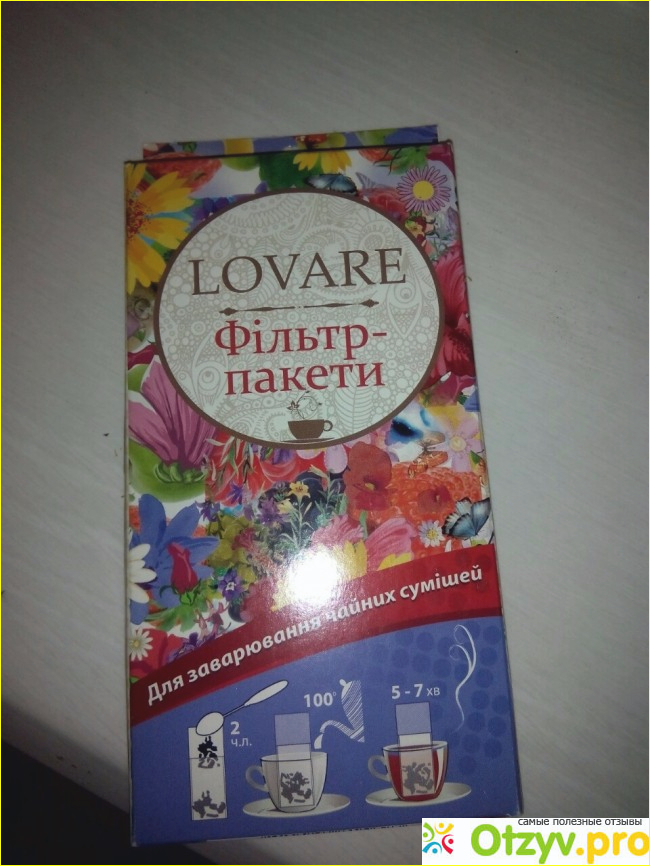 LOVARE
Фільтр-
пакети
Для заварювання чайних сумішей
2
ч.л.
100°
5 - 7 хв
самые полезные отзывы
Otzyv.pro